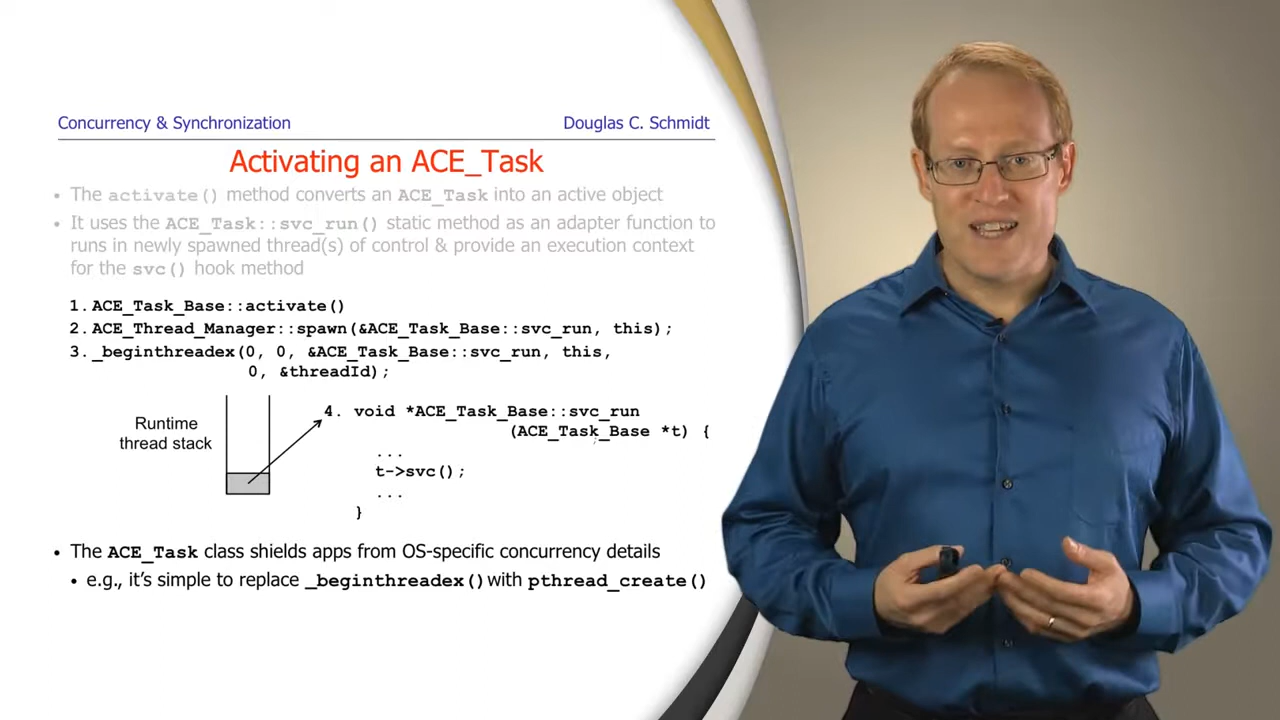 Concurrency & Synchronization
Douglas C. Schmidt
Activating an ACE_Task
• The activate() method converts an ACE_Task into an active object
• It uses the ACE_Task::svc_run() static method as an adapter function to
runs in newly spawned thread(s) of control & provide an execution context
for the svc() hook method
1. ACE_Task_Base::activate()
2. ACE_Thread_Manager::spawn(&ACE_Task_Base::svc_run, this);
3. _beginthreadex(0, 0, &ACE_Task_Base::svc_run, this,
0, &threadId);
Runtime
thread stack
4. void *ACE_Task_Base::svc_run
(ACE_Task_Base *t) {
...
t->svc();
...
}
• The ACE_Task class shields apps from OS-specific concurrency details
• e.g., it's simple to replace _beginthreadex() with pthread_create()